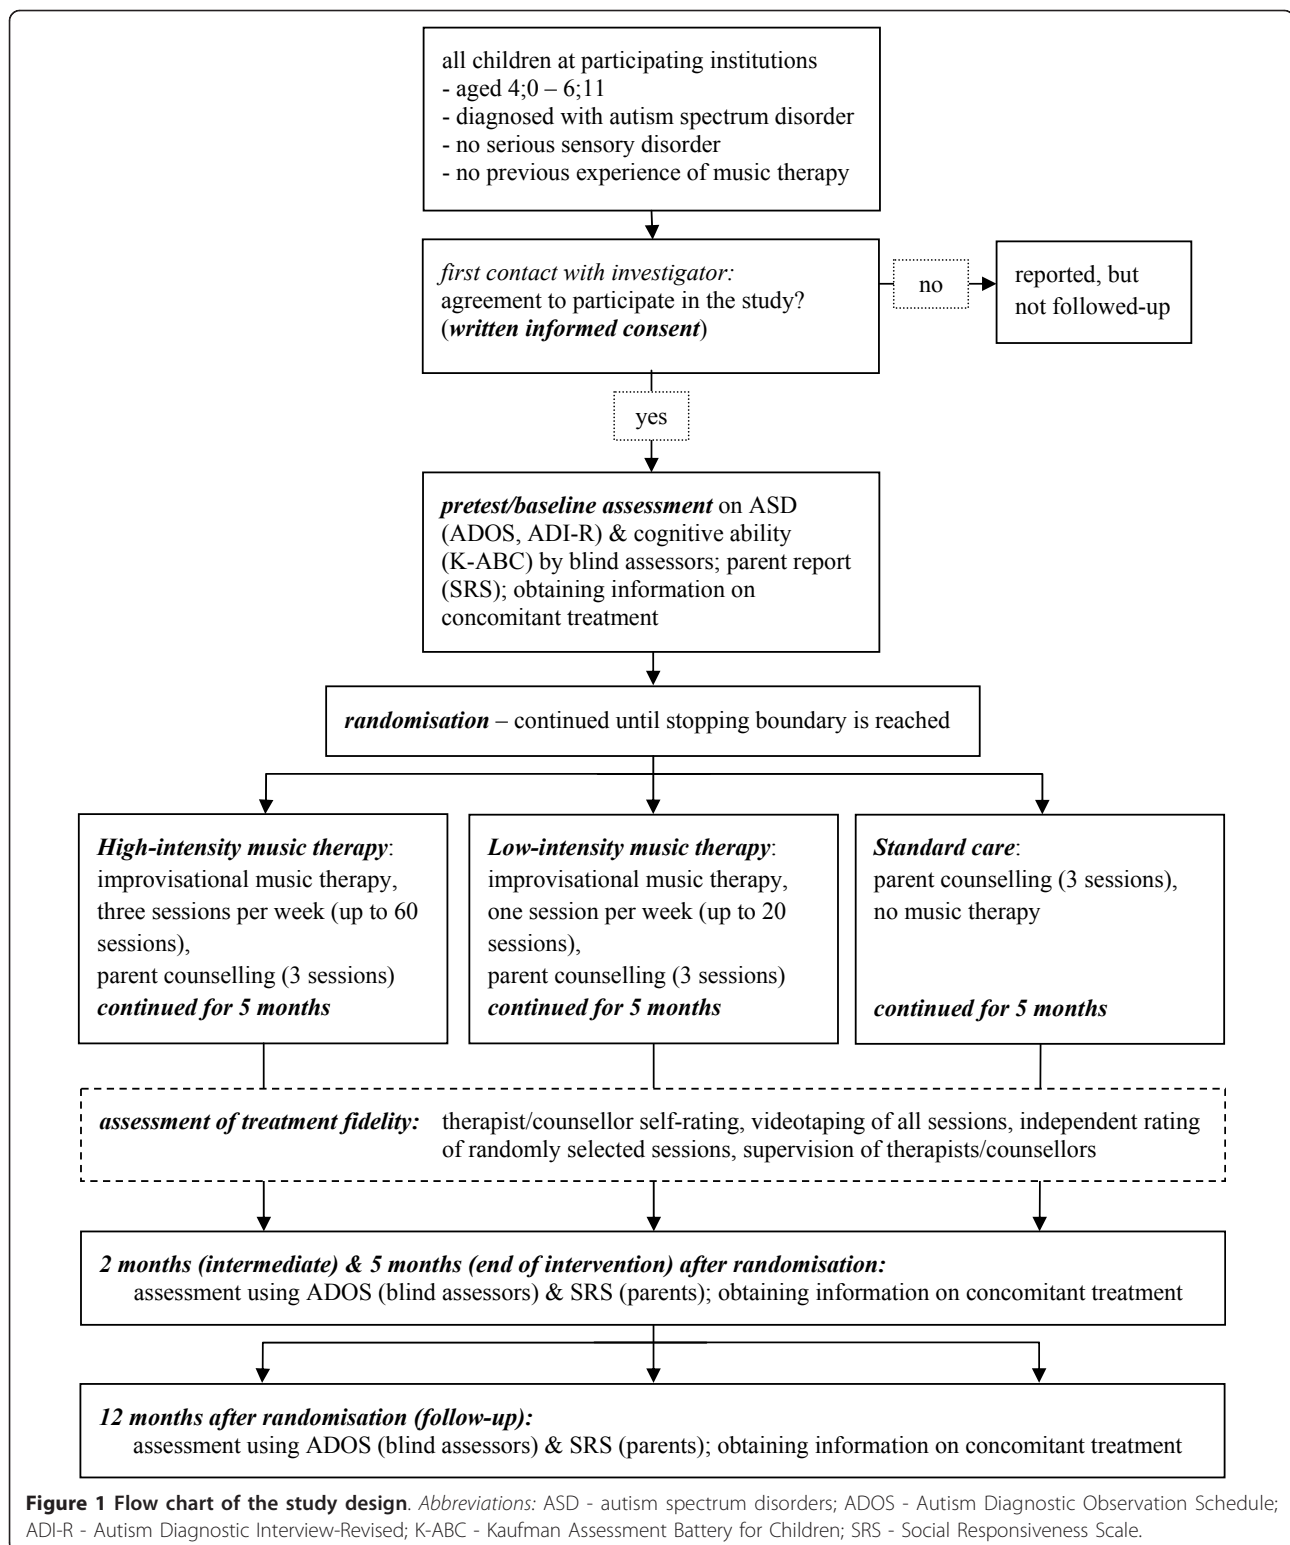 all children at participating institutions
- aged 4;0 – 6;11
- diagnosed with autism spectrum disorder
- no serious sensory disorder
- no previous experience of music therapy
first contact with investigator:
agreement to participate in the study?
(written informed consent)
no
reported, but
not followed-up
yes
pretest/baseline assessment on ASD
(ADOS, ADI-R) & cognitive ability
(K-ABC) by blind assessors; parent report
(SRS); obtaining information on
concomitant treatment
randomisation – continued until stopping boundary is reached
High-intensity music therapy:
improvisational music therapy,
three sessions per week (up to 60
sessions),
parent counselling (3 sessions)
continued for 5 months
Low-intensity music therapy:
improvisational music therapy,
one session per week (up to 20
sessions),
parent counselling (3 sessions)
continued for 5 months
Standard care:
parent counselling (3 sessions),
no music therapy
continued for 5 months
assessment of treatment fidelity: therapist/counsellor self-rating, videotaping of all sessions, independent rating
of randomly selected sessions, supervision of therapists/counsellors
2 months (intermediate) & 5 months (end of intervention) after randomisation:
assessment using ADOS (blind assessors) & SRS (parents); obtaining information on concomitant treatment
12 months after randomisation (follow-up):
assessment using ADOS (blind assessors) & SRS (parents); obtaining information on concomitant treatment
Figure 1 Flow chart of the study design. Abbreviations: ASD - autism spectrum disorders; ADOS - Autism Diagnostic Observation Schedule;
ADI-R - Autism Diagnostic Interview-Revised; K-ABC - Kaufman Assessment Battery for Children; SRS - Social Responsiveness Scale.